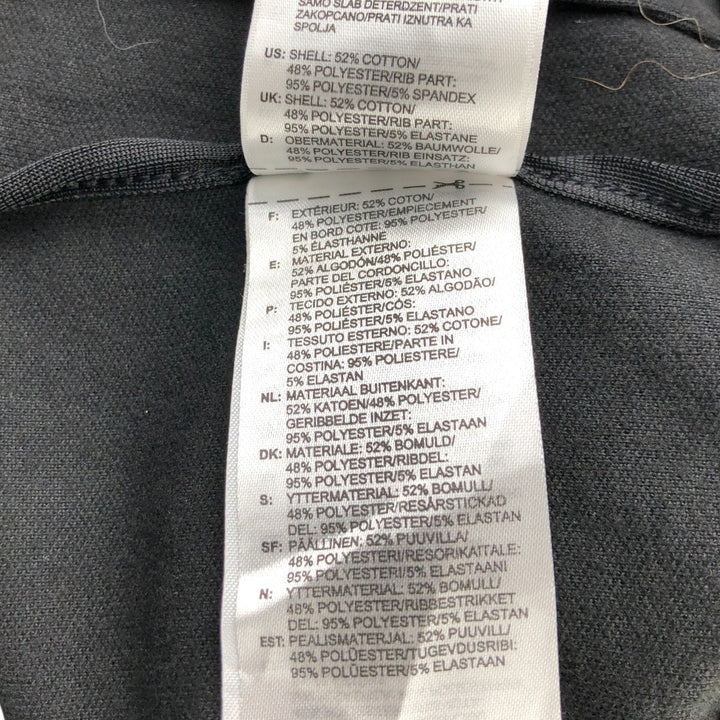 SAMO SLAB DETERDZENT/PRATI
ZAKOPCANO/PRATI IZNUTRA KA
SPOLJA
US: SHELL: 52% COTTON/
48% POLYESTER/RIB PART:
95% POLYESTER/5% SPANDEX
UK: SHELL: 52% COTTON/
48% POLYESTER/RIB PART:
95% POLYESTER/5% ELASTANE
D: OBERMATERIAL: 52% BAUMWOLLE/
48% POLYESTER/RIB EINSATZ:
95% POLYESTER/5% ELASTHAN
F: EXTÉRIEUR: 52% COTON/
48% POLYESTER/EMPIECEMENT
EN BORD COTE: 95% POLYESTER/
5% ÉLASTHANNE
E: MATERIAL EXTERNO:
52% ALGODÓN/48% POLIÉSTER/
PARTE DEL CORDONCILLO:
95% POLIÉSTER/5% ELASTANO
P: TECIDO EXTERNO: 52% ALGODÃO/
48% POLIÉSTER/CÓS:
95% POLIÉSTER/5% ELASTANO
I: TESSUTO ESTERNO: 52% COTONE/
48% POLIESTERE/PARTE IN
COSTINA: 95% POLIESTERE/
5% ELASTAN
NL: MATERIAAL BUITENKANT:
52% KATOEN/48% POLYESTER/
GERIBBELDE INZET:
95% POLYESTER/5% ELASTAAN
DK: MATERIALE: 52% BOMULD/
48% POLYESTER/RIBDEL:
95% POLYESTER/5% ELASTAN
S: YTTERMATERIAL: 52% BOMULL/
48% POLYESTER/RESÅRSTICKAD
DEL: 95% POLYESTER/5% ELASTAN
SF: PÄÄLLINEN: 52% PUUVILLA/
48% POLYESTERI/RESORIKATTALE:
95% POLYESTERI/5% ELASTAANI
N: YTTERMATERIAL: 52% BOMULL/
48% POLYESTER/RIBBESTRIKKET
DEL: 95% POLYESTER/5% ELASTAN
EST: PEALISMATERJAL: 52% PUUVILL/
48% POLÜESTER/TUGEVDUSRIBI:
95% POLÜESTER/5% ELASTAAN